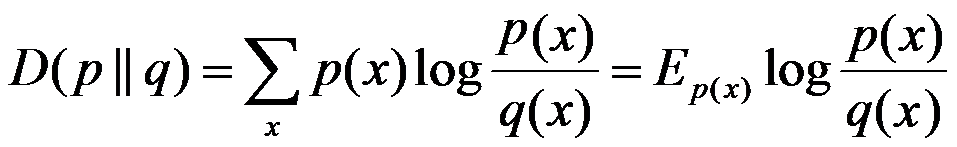 D(p || q) = ∑_x p(x) log p(x)/q(x) = E_{p(x)} log p(x)/q(x)